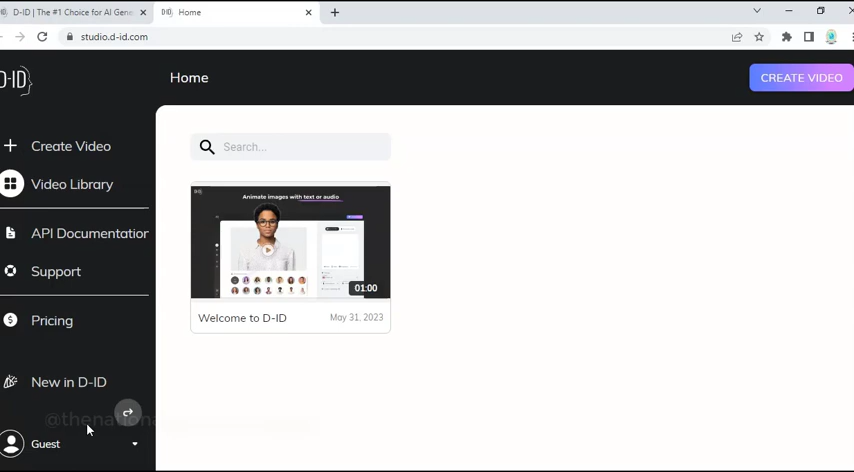 D-ID | The #1 Choice for AI Gene
Home
studio.d-id.com
D-ID
Home
CREATE VIDEO
Create Video
Search...
Video Library
Animate images with text or audio
API Documentation
Support
01:00
Welcome to D-ID
May 31, 2023
Pricing
New in D-ID
@thenationa
Guest